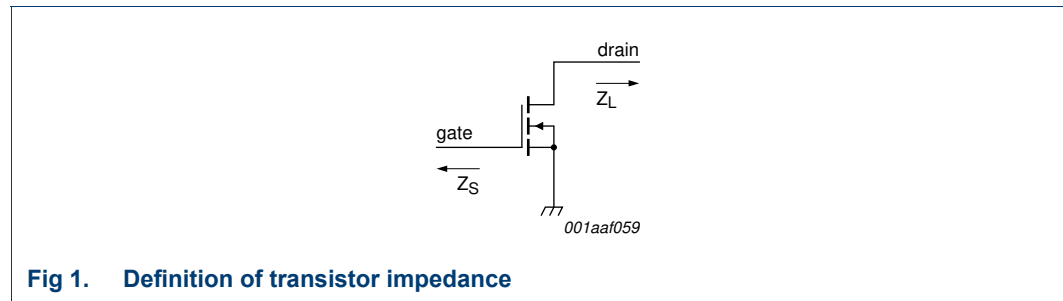 drain
Z_L
gate
Z_S
001aaf059
Fig 1. Definition of transistor impedance